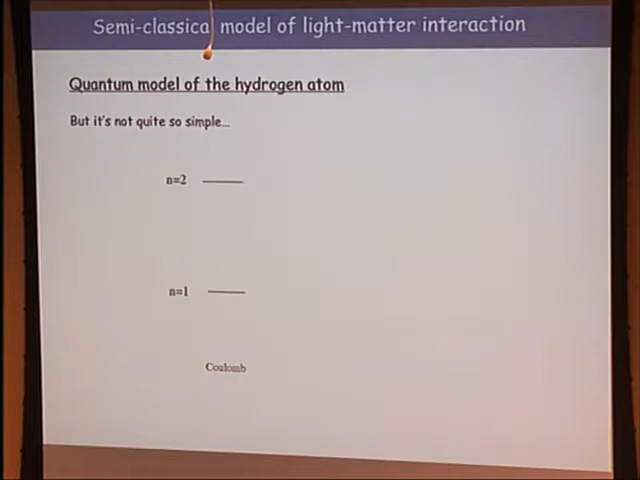 Semi-classical model of light-matter interaction
Quantum model of the hydrogen atom
But it's not quite so simple...
n=2
n=1
Coulomb